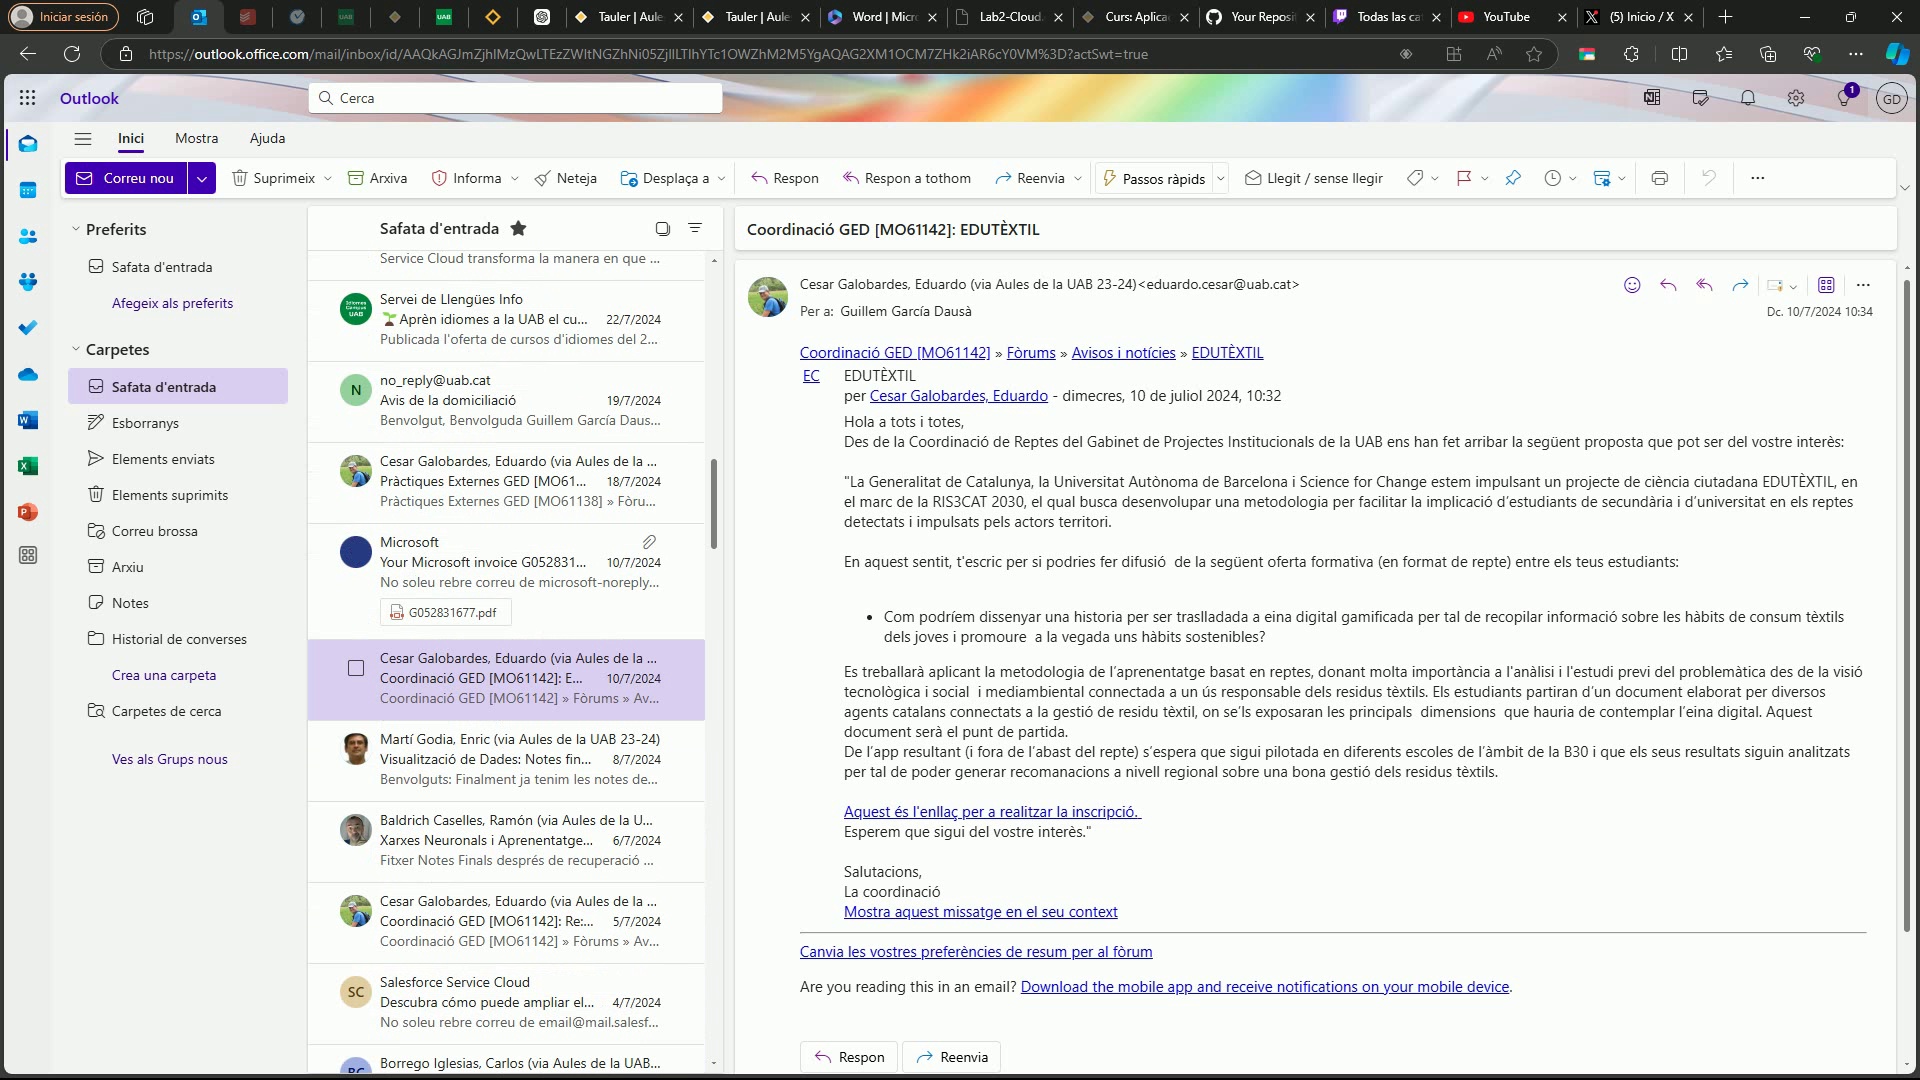 Iniciar sesión
Tauler | Aule
Tauler | Aule
Word | Micr
Lab2-Cloud.
Curs: Aplica
Your Reposit
Todas las ca
YouTube
(5) Inicio / X
https://outlook.office.com/mail/inbox/id/
Outlook
Cerca
1
GD
Inici
Mostra
Ajuda
Correu nou
Suprimeix
Arxiva
Informa
Neteja
Desplaça a
Respon
Respon a tothom
Reenvia
Passos ràpids
Llegit / sense llegir
Preferits
Safata d'entrada
Afegeix als preferits
Carpetes
Safata d'entrada
Esborranys
Elements enviats
Elements suprimits
Correu brossa
Arxiu
Notes
Historial de converses
Crea una carpeta
Carpetes de cerca
Ves als Grups nous
Safata d'entrada
Service Cloud transforma la manera en que ...
Servei de Llengües Info
Aprèn idiomes a la UAB el cu... 22/7/2024
Publicada l'oferta de cursos d'idiomes del 2...
N
no_reply@uab.cat
Avis de la domiciliació 19/7/2024
Benvolgut, Benvolguda Guillem García Daus...
Cesar Galobardes, Eduardo (via Aules de la ...
Pràctiques Externes GED [MO61... 18/7/2024
Pràctiques Externes GED [MO61138] » Fòru...
Microsoft
Your Microsoft invoice G052831... 10/7/2024
No soleu rebre correu de microsoft-noreply...
G052831677.pdf
Cesar Galobardes, Eduardo (via Aules de la ...
Coordinació GED [MO61142]: E... 10/7/2024
Coordinació GED [MO61142] » Fòrums » Av...
Martí Godia, Enric (via Aules de la UAB 23-24)
Visualització de Dades: Notes fin... 8/7/2024
Benvolguts: Finalment ja tenim les notes de...
Baldrich Caselles, Ramón (via Aules de la U...
Xarxes Neuronals i Aprenentatge... 6/7/2024
Fitxer Notes Finals després de recuperació ...
Cesar Galobardes, Eduardo (via Aules de la ...
Coordinació GED [MO61142]: Re:... 5/7/2024
Coordinació GED [MO61142] » Fòrums » Av...
SC
Salesforce Service Cloud
Descubra cómo puede ampliar el... 4/7/2024
No soleu rebre correu de email@mail.salesf...
Borrego Iglesias, Carlos (via Aules de la UAB...
Coordinació GED [MO61142]: EDUTÈXTIL
Cesar Galobardes, Eduardo (via Aules de la UAB 23-24)<eduardo.cesar@uab.cat>
Per a: Guillem García Dausà
Dc. 10/7/2024 10:34
Coordinació GED [MO61142] » Fòrums » Avisos i notícies » EDUTÈXTIL
EC
EDUTÈXTIL
per Cesar Galobardes, Eduardo - dimecres, 10 de juliol 2024, 10:32
Hola a tots i totes,
Des de la Coordinació de Reptes del Gabinet de Projectes Institucionals de la UAB ens han fet arribar la següent proposta que pot ser del vostre interès:
"La Generalitat de Catalunya, la Universitat Autònoma de Barcelona i Science for Change estem impulsant un projecte de ciència ciutadana EDUTÈXTIL, en
el marc de la RIS3CAT 2030, el qual busca desenvolupar una metodologia per facilitar la implicació d'estudiants de secundària i d'universitat en els reptes
detectats i impulsats pels actors territori.
En aquest sentit, t'escric per si podries fer difusió de la següent oferta formativa (en format de repte) entre els teus estudiants:
• Com podríem dissenyar una historia per ser traslladada a eina digital gamificada per tal de recopilar informació sobre les hàbits de consum tèxtils
dels joves i promoure a la vegada uns hàbits sostenibles?
Es treballarà aplicant la metodologia de l'aprenentatge basat en reptes, donant molta importància a l'anàlisi i l'estudi previ del problemàtica des de la visió
tecnològica i social i mediambiental connectada a un ús responsable dels residus tèxtils. Els estudiants partiran d'un document elaborat per diversos
agents catalans connectats a la gestió de residu tèxtil, on se'ls exposaran les principals dimensions que hauria de contemplar l'eina digital. Aquest
document serà el punt de partida.
De l'app resultant (i fora de l'abast del repte) s'espera que sigui pilotada en diferents escoles de l'àmbit de la B30 i que els seus resultats siguin analitzats
per tal de poder generar recomanacions a nivell regional sobre una bona gestió dels residus tèxtils.
Aquest és l'enllaç per a realitzar la inscripció.
Esperem que sigui del vostre interès."
Salutacions,
La coordinació
Mostra aquest missatge en el seu context
Canvia les vostres preferències de resum per al fòrum
Are you reading this in an email? Download the mobile app and receive notifications on your mobile device.
Respon
Reenvia